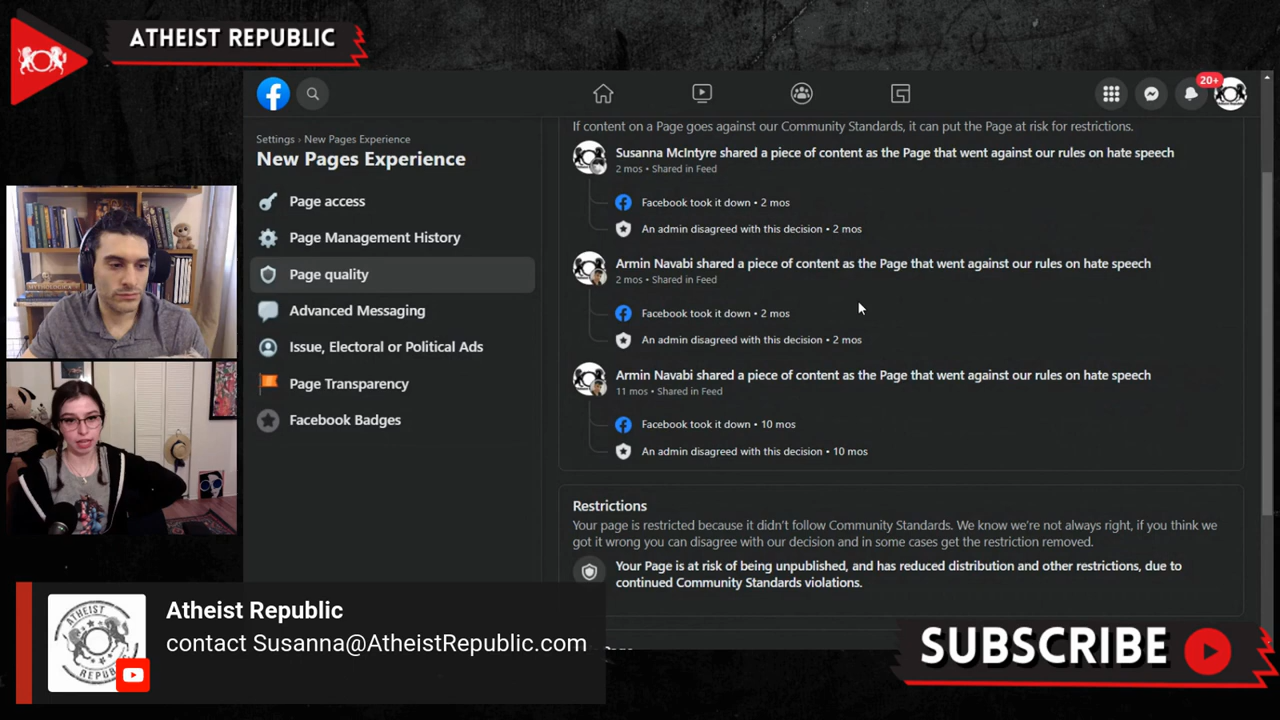 ATHEIST REPUBLIC
20+
Settings › New Pages Experience
New Pages Experience
Page access
Page Management History
Page quality
Advanced Messaging
Issue, Electoral or Political Ads
Page Transparency
Facebook Badges
If content on a Page goes against our Community Standards, it can put the Page at risk for restrictions.
Susanna McIntyre shared a piece of content as the Page that went against our rules on hate speech
2 mos • Shared in Feed
Facebook took it down • 2 mos
An admin disagreed with this decision • 2 mos
Armin Navabi shared a piece of content as the Page that went against our rules on hate speech
2 mos • Shared in Feed
Facebook took it down • 2 mos
An admin disagreed with this decision • 2 mos
Armin Navabi shared a piece of content as the Page that went against our rules on hate speech
11 mos • Shared in Feed
Facebook took it down • 10 mos
An admin disagreed with this decision • 10 mos
Restrictions
Your page is restricted because it didn't follow Community Standards. We know we're not always right, if you think we
got it wrong you can disagree with our decision and in some cases get the restriction removed.
Your Page is at risk of being unpublished, and has reduced distribution and other restrictions, due to
continued Community Standards violations.
ATHEIST
REPUBLIC
Atheist Republic
contact Susanna@AtheistRepublic.com
SUBSCRIBE